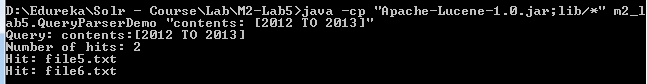 D:\Edureka\Solr - Course\Lab\M2-Lab5>java -cp "Apache-Lucene-1.0.jar;lib/*" m2_l
ab5.QueryParserDemo "contents: [2012 TO 2013]"
Query: contents:[2012 TO 2013]
Number of hits: 2
Hit: file5.txt
Hit: file6.txt